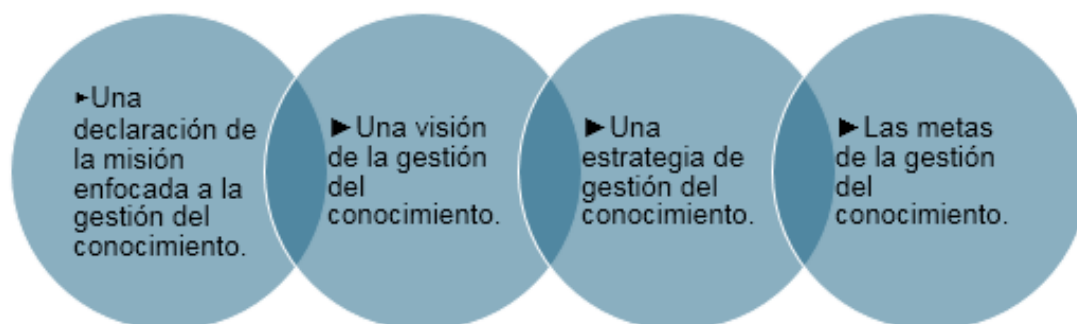 ►Una
declaración de
la misión
enfocada a la
gestión del
conocimiento.
►Una visión
de la gestión
del
conocimiento.
►Una
estrategia de
gestión del
conocimiento.
►Las metas
de la gestión
del
conocimiento.